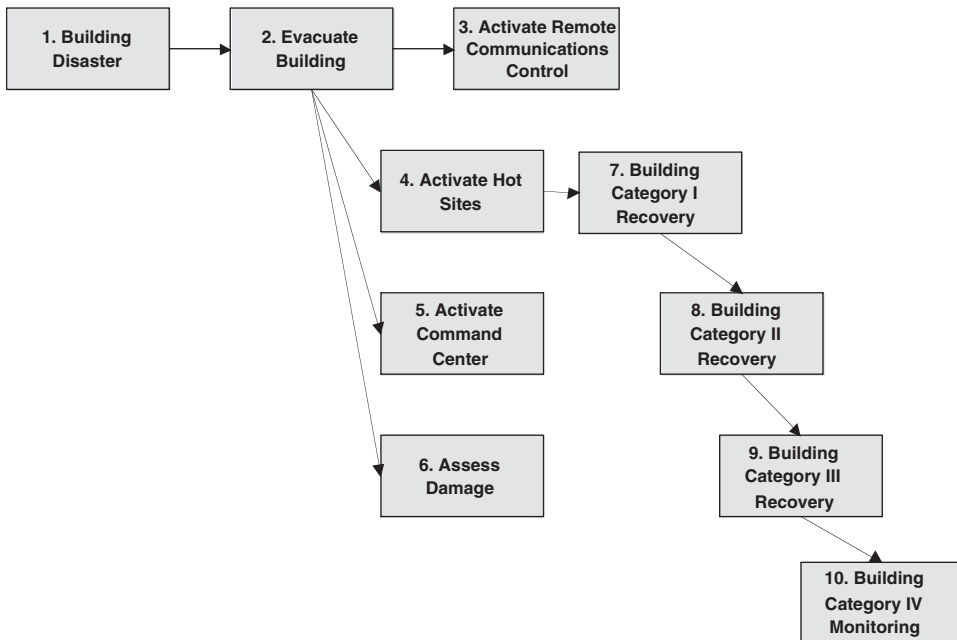 1. Building
Disaster
2. Evacuate
Building
3. Activate Remote
Communications
Control
4. Activate Hot
Sites
7. Building
Category I
Recovery
5. Activate
Command
Center
8. Building
Category II
Recovery
6. Assess
Damage
9. Building
Category III
Recovery
10. Building
Category IV
Monitoring